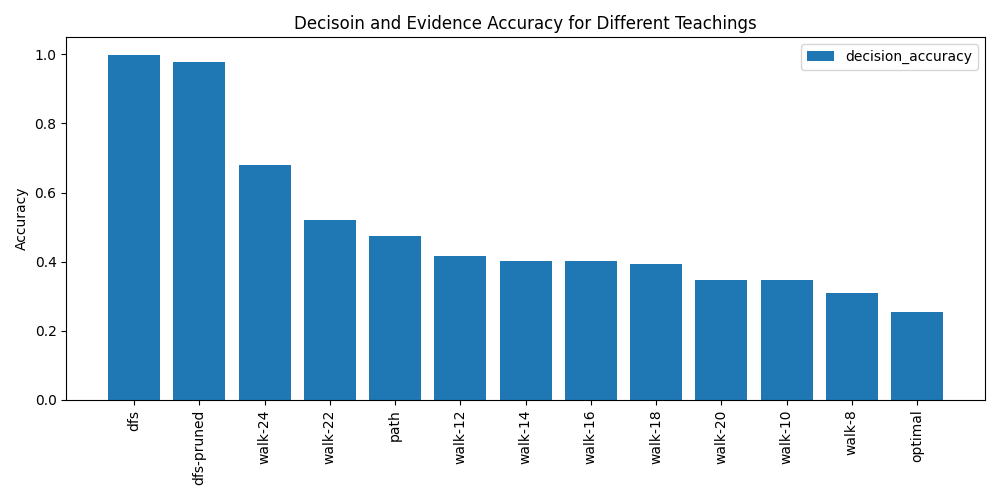 Decisoin and Evidence Accuracy for Different Teachings
decision_accuracy
Accuracy
1.0
0.8
0.6
0.4
0.2
0.0
dfs
dfs-pruned
walk-24
walk-22
path
walk-12
walk-14
walk-16
walk-18
walk-20
walk-10
walk-8
optimal